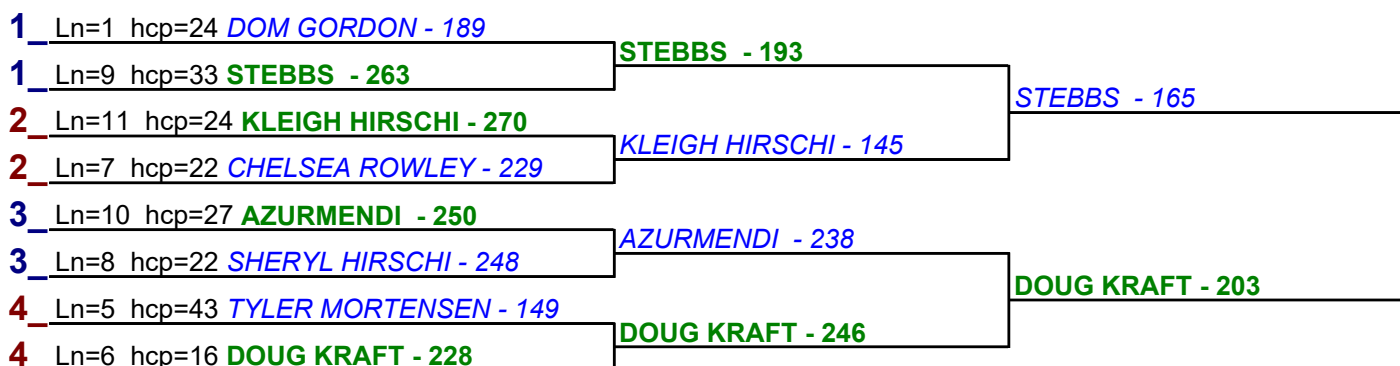 1_ Ln=1 hcp=24 DOM GORDON - 189
1_ Ln=9 hcp=33 STEBBS - 263
2_ Ln=11 hcp=24 KLEIGH HIRSCHI - 270
2_ Ln=7 hcp=22 CHELSEA ROWLEY - 229
3_ Ln=10 hcp=27 AZURMENDI - 250
3_ Ln=8 hcp=22 SHERYL HIRSCHI - 248
4_ Ln=5 hcp=43 TYLER MORTENSEN - 149
4 Ln=6 hcp=16 DOUG KRAFT - 228
STEBBS - 193
KLEIGH HIRSCHI - 145
AZURMENDI - 238
DOUG KRAFT - 246
STEBBS - 165
DOUG KRAFT - 203